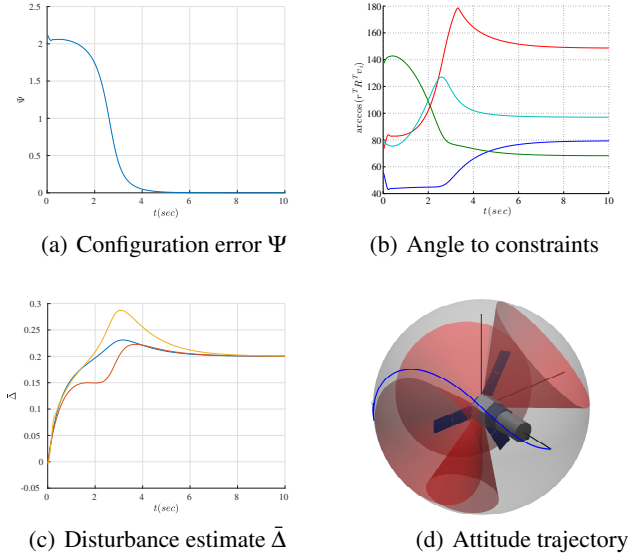 2.5
2
1.5
1
0.5
0
Ψ
0 2 4 6 8 10
t(sec)
(a) Configuration error Ψ
180
160
140
120
100
80
60
40
arccos(r^T R^T v_i)
0 2 4 6 8 10
t(sec)
(b) Angle to constraints
0.3
0.25
0.2
0.15
0.1
0.05
0
-0.05
Δ̄
0 2 4 6 8 10
t(sec)
(c) Disturbance estimate Δ̄
(d) Attitude trajectory